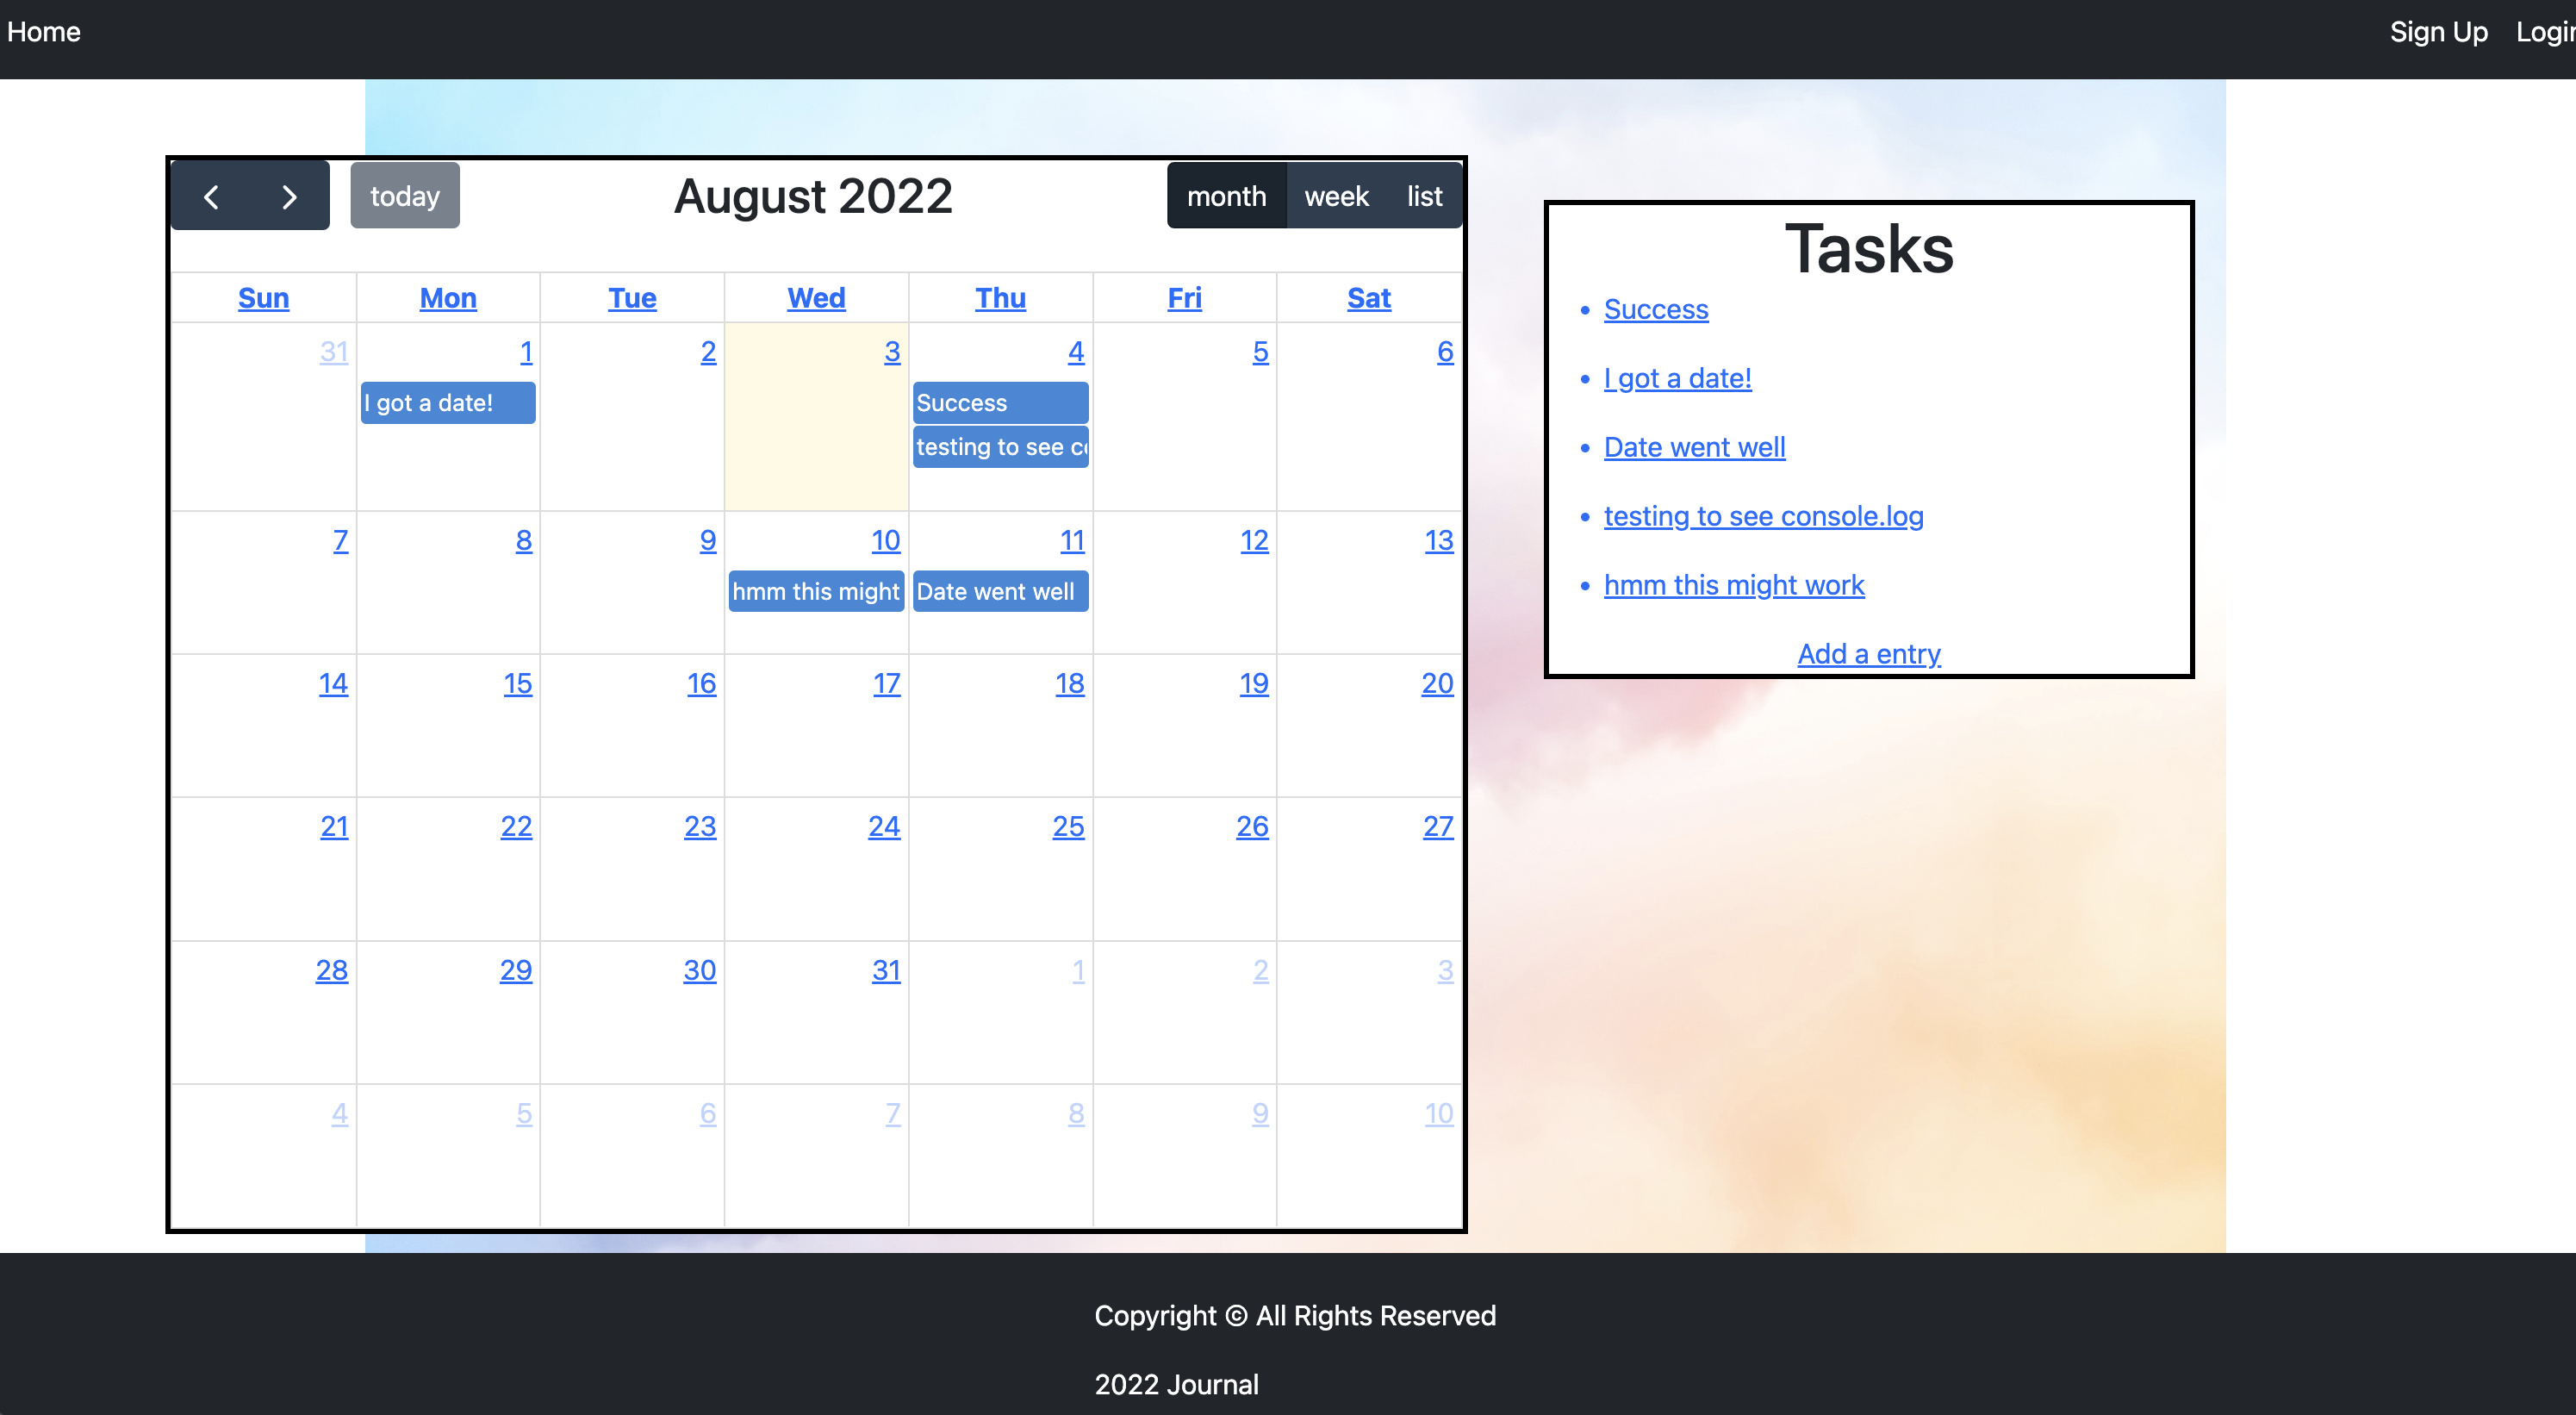 Home Sign Up Login
today August 2022 month week list
Sun Mon Tue Wed Thu Fri Sat
31 1 2 3 4 5 6
I got a date! Success
testing to see c
7 8 9 10 11 12 13
hmm this might Date went well
14 15 16 17 18 19 20
21 22 23 24 25 26 27
28 29 30 31 1 2 3
4 5 6 7 8 9 10
Tasks
Success
I got a date!
Date went well
testing to see console.log
hmm this might work
Add a entry
Copyright © All Rights Reserved
2022 Journal